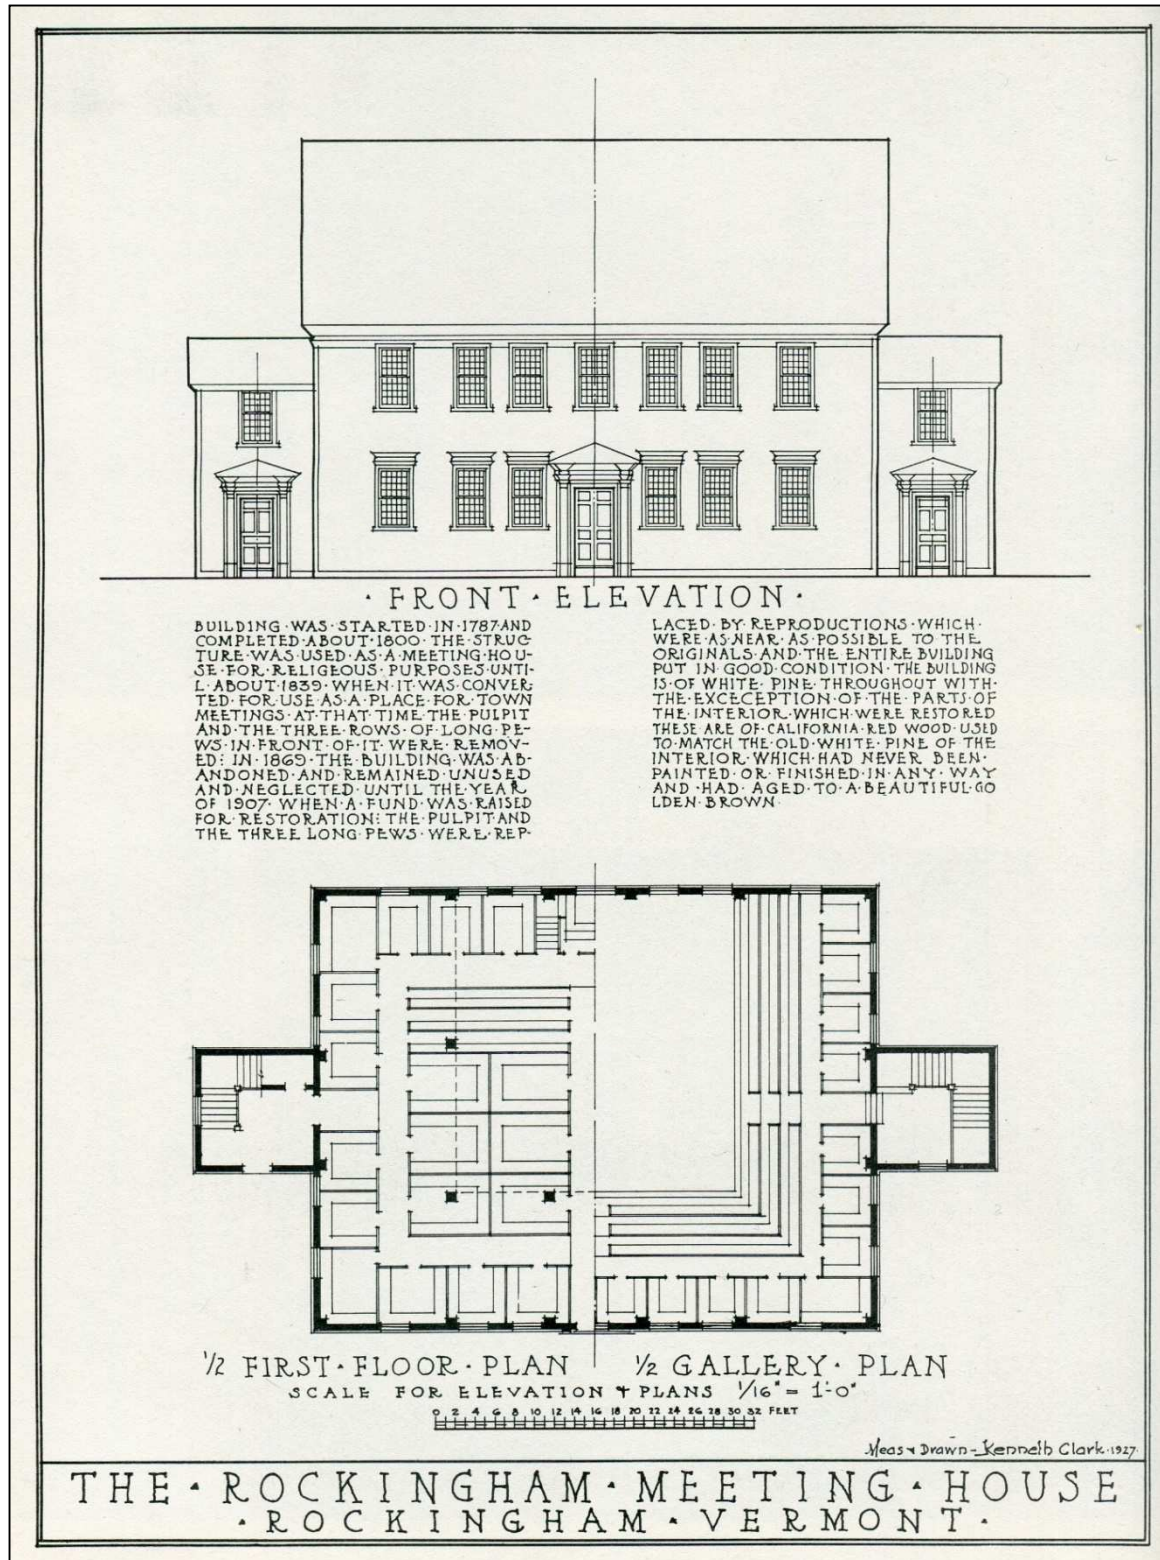 · FRONT · ELEVATION ·
BUILDING · WAS · STARTED · IN · 1787 · AND
COMPLETED · ABOUT · 1800 · THE · STRUC-
TURE · WAS · USED · AS · A · MEETING · HOU-
SE · FOR · RELIGEOUS · PURPOSES · UNTI-
L · ABOUT · 1839 · WHEN · IT · WAS · CONVER-
TED · FOR · USE · AS · A · PLACE · FOR · TOWN
MEETINGS · AT · THAT · TIME · THE · PULPIT
AND · THE · THREE · ROWS · OF · LONG · PE-
WS · IN · FRONT · OF · IT · WERE · REMOV-
ED: IN · 1869 · THE · BUILDING · WAS · AB-
ANDONED · AND · REMAINED · UNUSED
AND · NEGLECTED · UNTIL · THE · YEAR
OF · 1907 · WHEN · A · FUND · WAS · RAISED
FOR · RESTORATION: THE · PULPIT · AND
THE · THREE · LONG · PEWS · WERE · REP-
LACED · BY · REPRODUCTIONS · WHICH ·
WERE · AS · NEAR · AS · POSSIBLE · TO · THE
ORIGINALS · AND · THE · ENTIRE · BUILDING
PUT · IN · GOOD · CONDITION · THE · BUILDING
IS · OF · WHITE · PINE · THROUGHOUT · WITH ·
THE · EXCECEPTION · OF · THE · PARTS · OF
THE · INTERIOR · WHICH · WERE · RESTORED
THESE · ARE · OF · CALIFORNIA · RED · WOOD · USED
TO · MATCH · THE · OLD · WHITE · PINE · OF · THE
INTERIOR · WHICH · HAD · NEVER · BEEN ·
PAINTED · OR · FINISHED · IN · ANY · WAY
AND · HAD · AGED · TO · A · BEAUTIFUL · GO
LDEN · BROWN ·
1/2 FIRST · FLOOR · PLAN
1/2 GALLERY · PLAN
SCALE FOR ELEVATION + PLANS 1/16" = 1'-0"
0 2 4 6 8 10 12 14 16 18 20 22 24 26 28 30 32 FEET
Meas + Drawn - Kenneth Clark · 1927 ·
THE · ROCKINGHAM · MEETING · HOUSE
· ROCKINGHAM · VERMONT ·